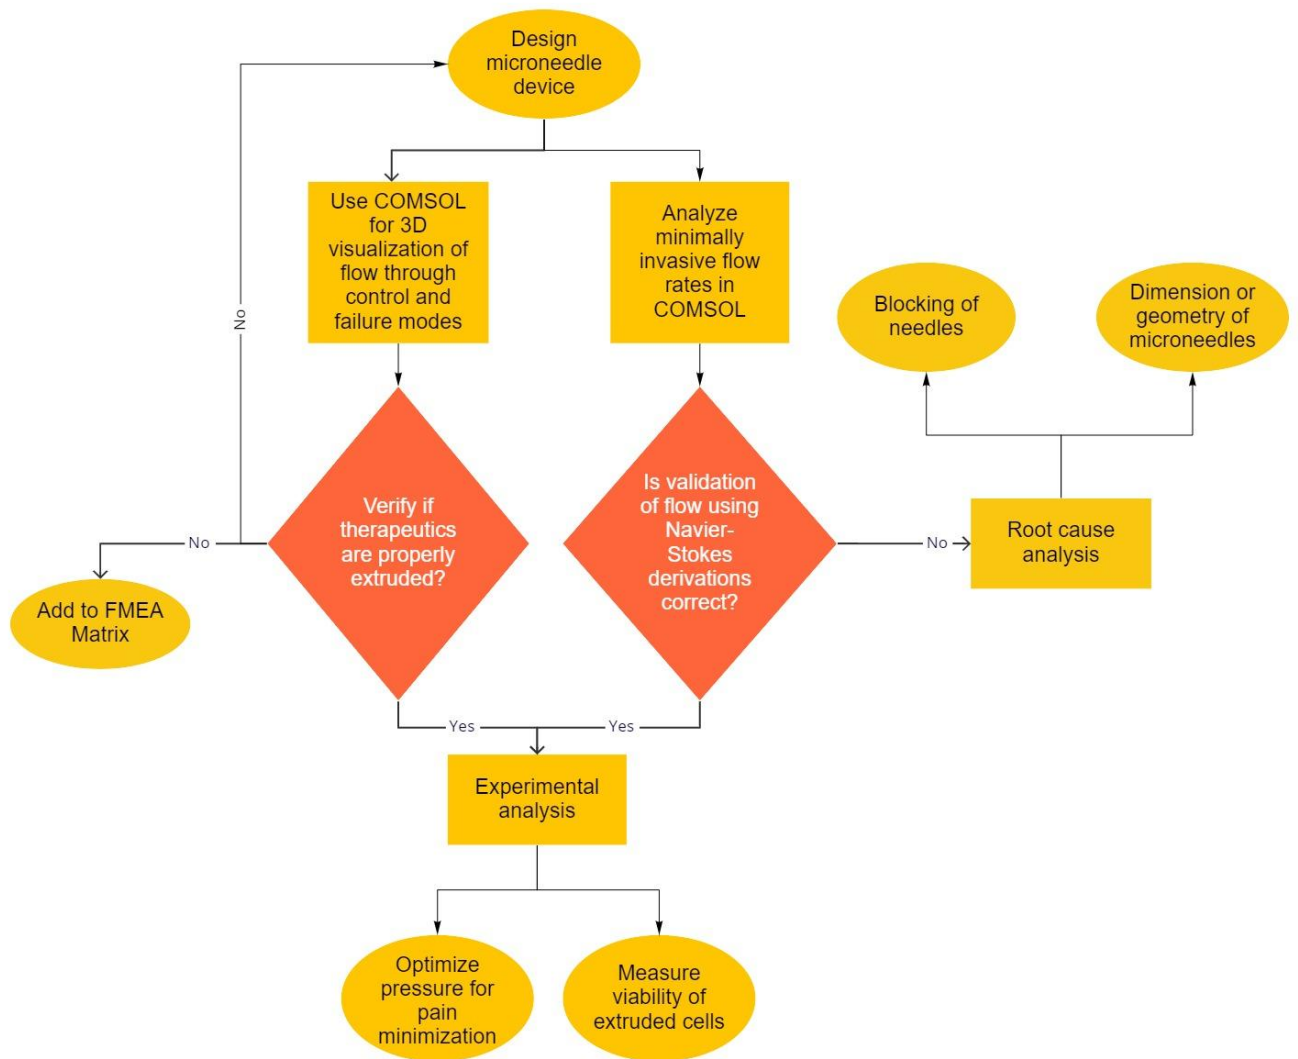 Design
microneedle
device
Use COMSOL
for 3D
visualization of
flow through
control and
failure modes
Analyze
minimally
invasive flow
rates in
COMSOL
Blocking of
needles
Dimension or
geometry of
microneedles
No
Verify if
therapeutics
are properly
extruded?
Is validation
of flow using
Navier-
Stokes
derivations
correct?
No
No
Root cause
analysis
Add to FMEA
Matrix
Yes
Yes
Experimental
analysis
Optimize
pressure for
pain
minimization
Measure
viability of
extruded cells